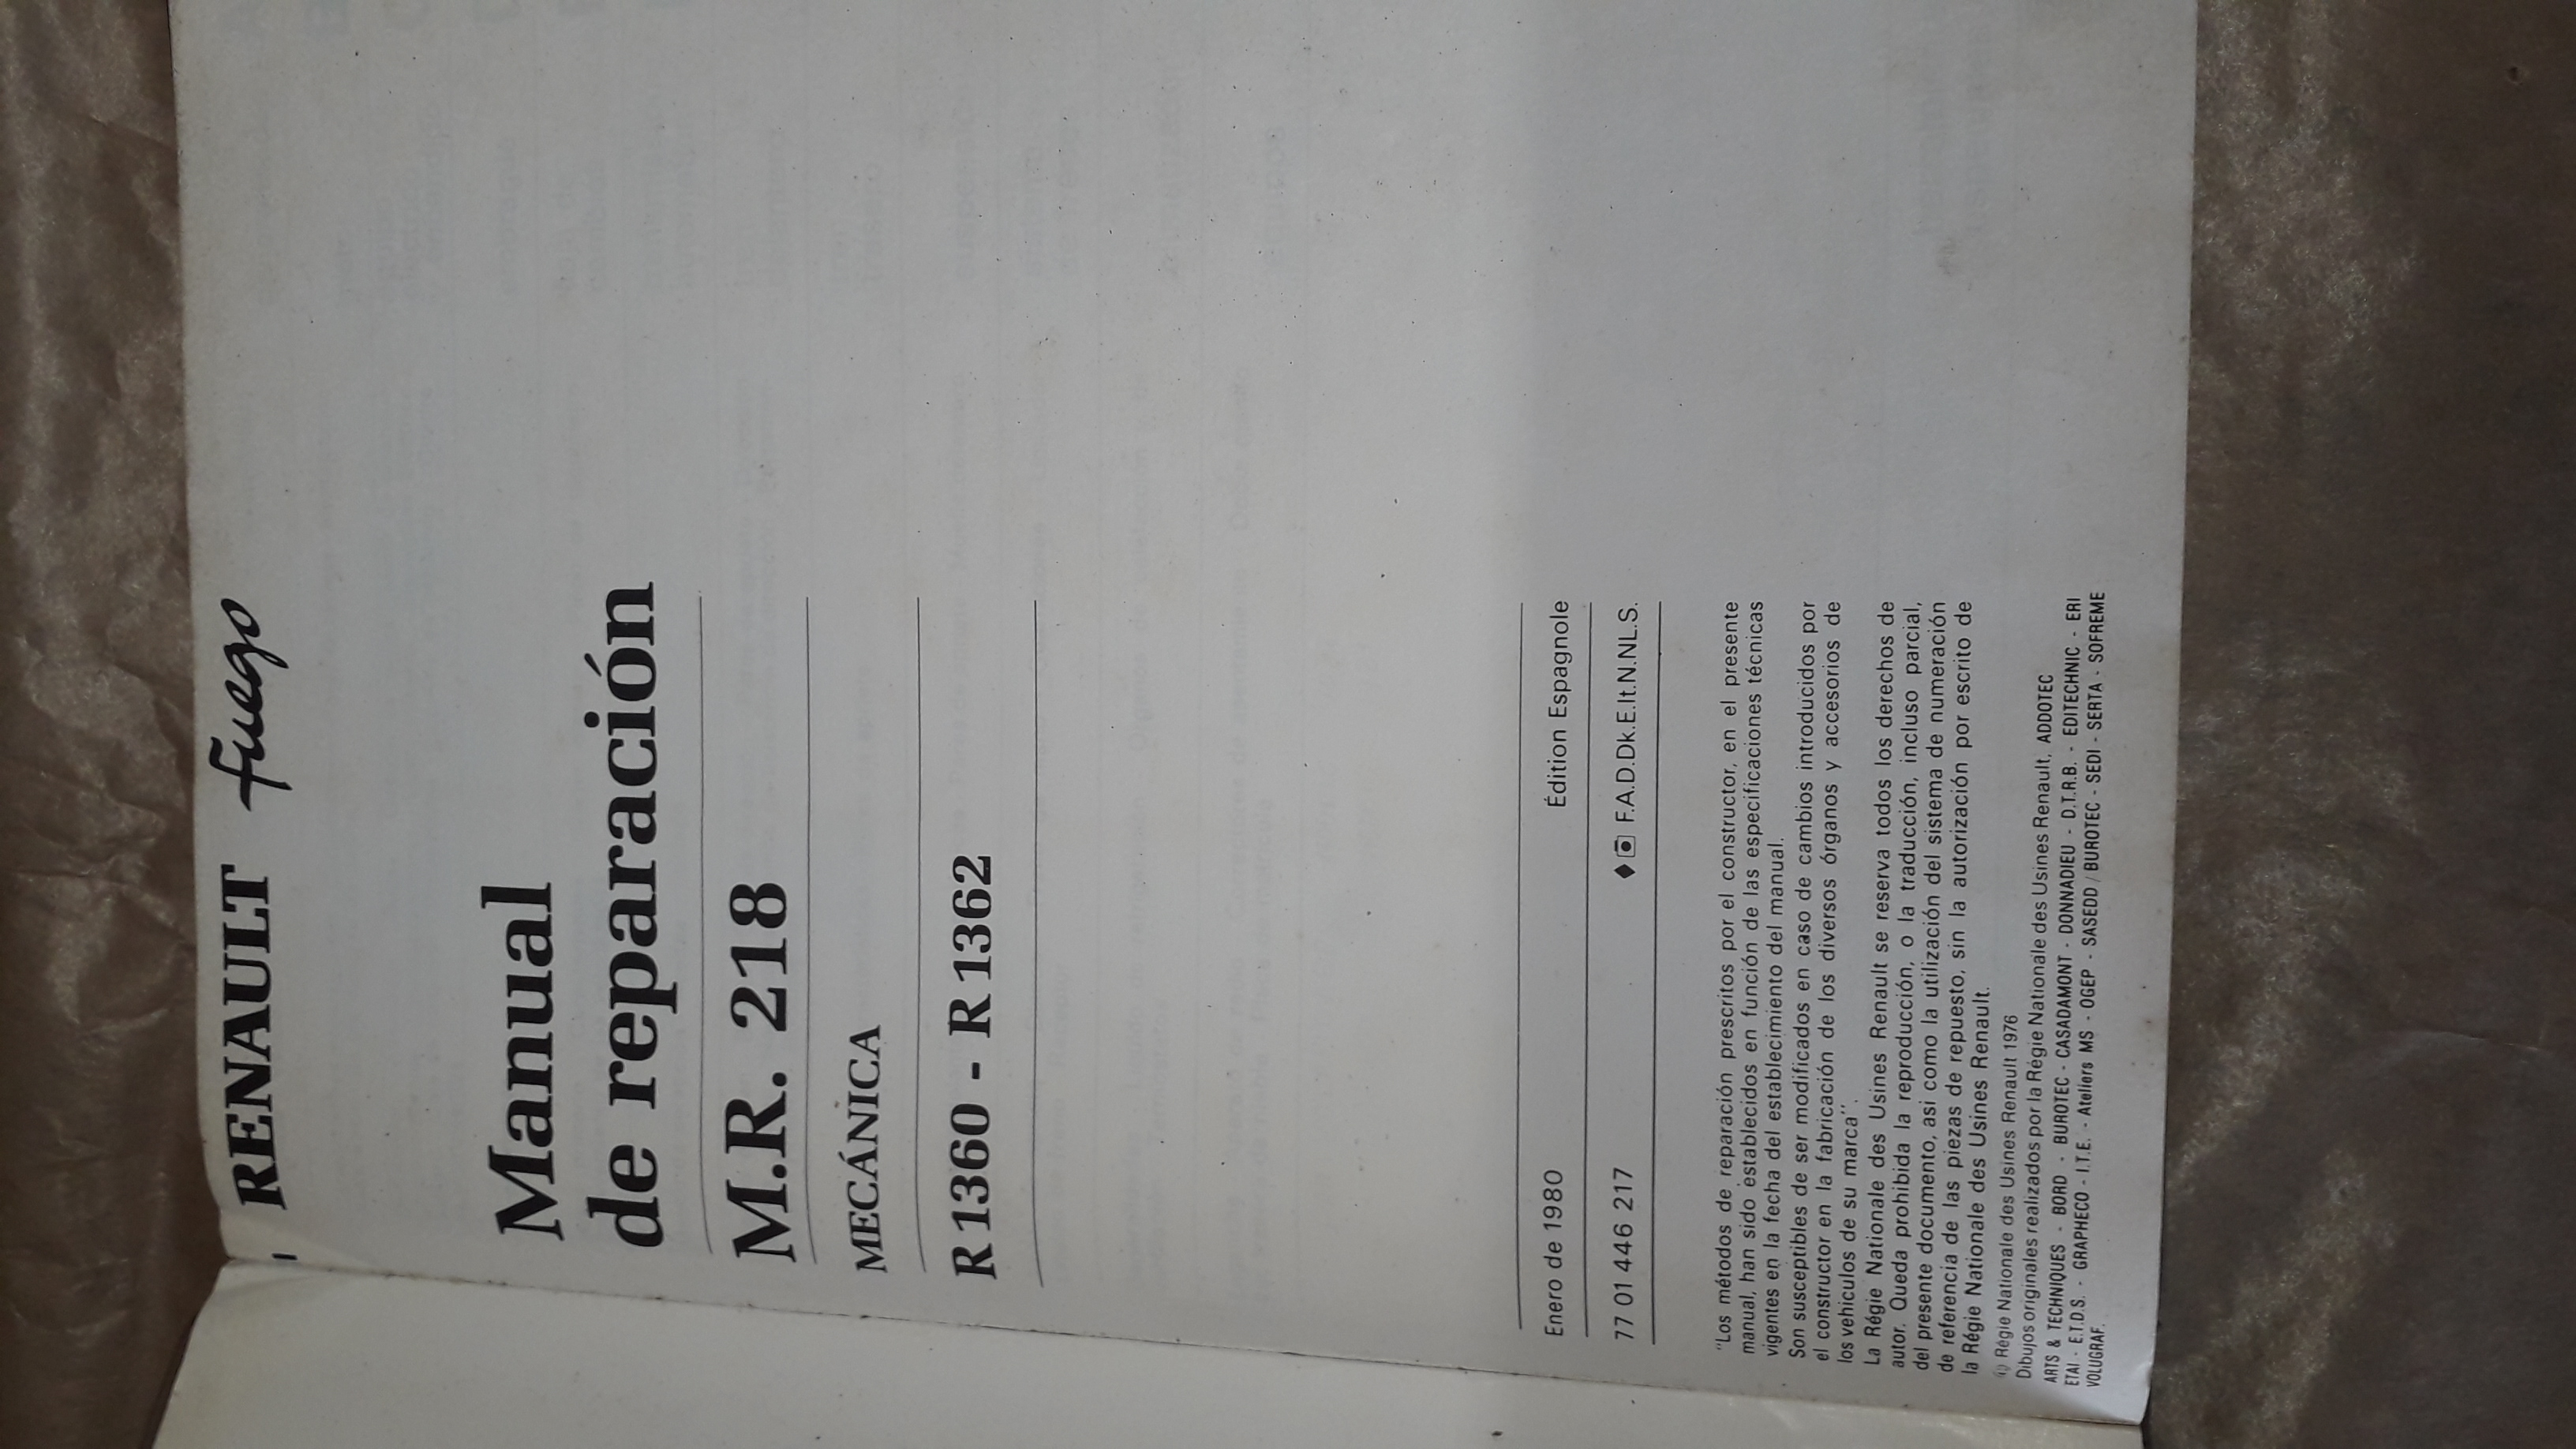 RENAULT fuego
Manual
de reparación
M.R. 218
MECÁNICA
R 1360 - R 1362
Enero de 1980 Édition Espagnole
77 01 446 217 ♦ F.A.D.Dk.E.It.N.NL.S.
"Los métodos de reparación prescritos por el constructor, en el presente
manual, han sido establecidos en función de las especificaciones técnicas
vigentes en la fecha del establecimiento del manual.
Son susceptibles de ser modificados en caso de cambios introducidos por
el constructor en la fabricación de los diversos órganos y accesorios de
los vehiculos de su marca".
La Régie Nationale des Usines Renault se reserva todos los derechos de
autor. Queda prohibida la reproducción, o la traducción, incluso parcial,
del presente documento, asi como la utilización del sistema de numeración
de referencia de las piezas de repuesto, sin la autorización por escrito de
la Régie Nationale des Usines Renault.
© Régie Nationale des Usines Renault 1976
Dibujos originales realizados por la Régie Nationale des Usines Renault, ADDOTEC
ARTS & TECHNIQUES - BORD - BUROTEC - CASADAMONT - DONNADIEU - D.T.R.B. - EDITECHNIC - ERI
ETAI - E.T.D.S. - GRAPHECO - I.T.E. - Ateliers MS - OGEP - SASEDD / BUROTEC - SEDI - SERTA - SOFREME
VOLUGRAF.